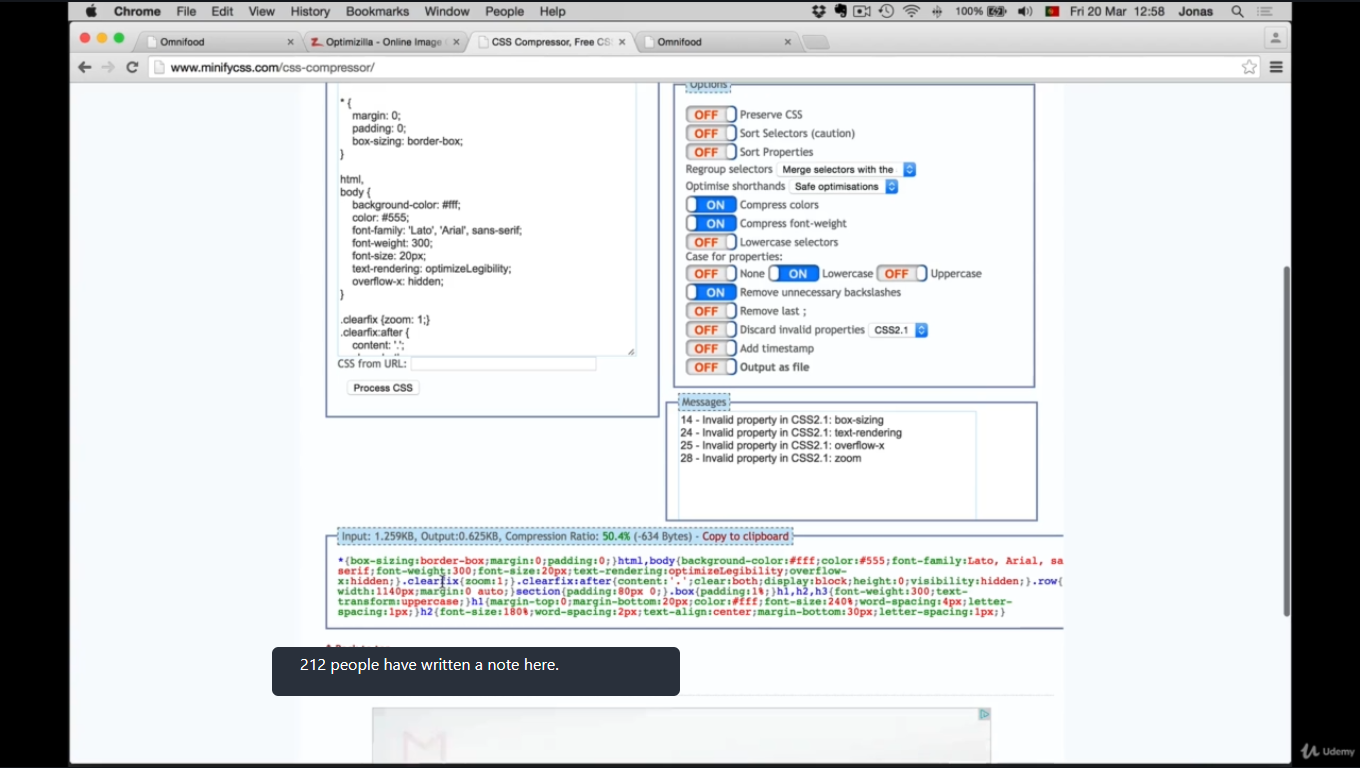 Chrome File Edit View History Bookmarks Window People Help 100% Fri 20 Mar 12:58 Jonas
Omnifood Optimizilla - Online Image CSS Compressor, Free CS Omnifood
www.minifycss.com/css-compressor/
* {
margin: 0;
padding: 0;
box-sizing: border-box;
}
html,
body {
background-color: #fff;
color: #555;
font-family: 'Lato', 'Arial', sans-serif;
font-weight: 300;
font-size: 20px;
text-rendering: optimizeLegibility;
overflow-x: hidden;
}
.clearfix {zoom: 1;}
.clearfix:after {
content: '.';
CSS from URL:
Process CSS
Options
OFF Preserve CSS
OFF Sort Selectors (caution)
OFF Sort Properties
Regroup selectors Merge selectors with the
Optimise shorthands Safe optimisations
ON Compress colors
ON Compress font-weight
OFF Lowercase selectors
Case for properties:
OFF None ON Lowercase OFF Uppercase
ON Remove unnecessary backslashes
OFF Remove last ;
OFF Discard invalid properties CSS2.1
OFF Add timestamp
OFF Output as file
Messages
14 - Invalid property in CSS2.1: box-sizing
24 - Invalid property in CSS2.1: text-rendering
25 - Invalid property in CSS2.1: overflow-x
28 - Invalid property in CSS2.1: zoom
Input: 1.259KB, Output:0.625KB, Compression Ratio: 50.4% (-634 Bytes) - Copy to clipboard
*{box-sizing:border-box;margin:0;padding:0;}html,body{background-color:#fff;color:#555;font-family:Lato, Arial, sa
serif;font-weight:300;font-size:20px;text-rendering:optimizeLegibility;overflow-
x:hidden;}.clearfix{zoom:1;}.clearfix:after{content:'.';clear:both;display:block;height:0;visibility:hidden;}.row{
width:1140px;margin:0 auto;}section{padding:80px 0;}.box{padding:1%;}h1,h2,h3{font-weight:300;text-
transform:uppercase;}h1{margin-top:0;margin-bottom:20px;color:#fff;font-size:240%;word-spacing:4px;letter-
spacing:1px;}h2{font-size:180%;word-spacing:2px;text-align:center;margin-bottom:30px;letter-spacing:1px;}
212 people have written a note here.
Udemy